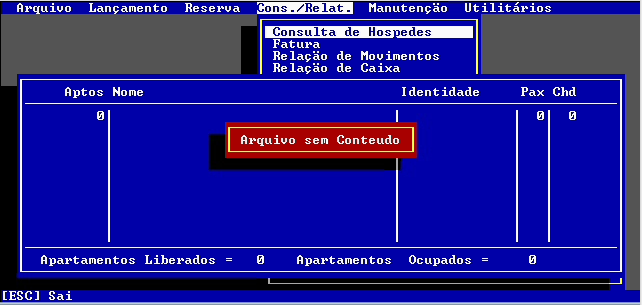 Arquivo Lançamento Reserva Cons./Relat. Manutenção Utilitários
Consulta de Hospedes
Fatura
Relação de Movimentos
Relação de Caixa
Aptos Nome Identidade Pax Chd
0 0 0
Arquivo sem Conteudo
Apartamentos Liberados = 0 Apartamentos Ocupados = 0
[ESC] Sai